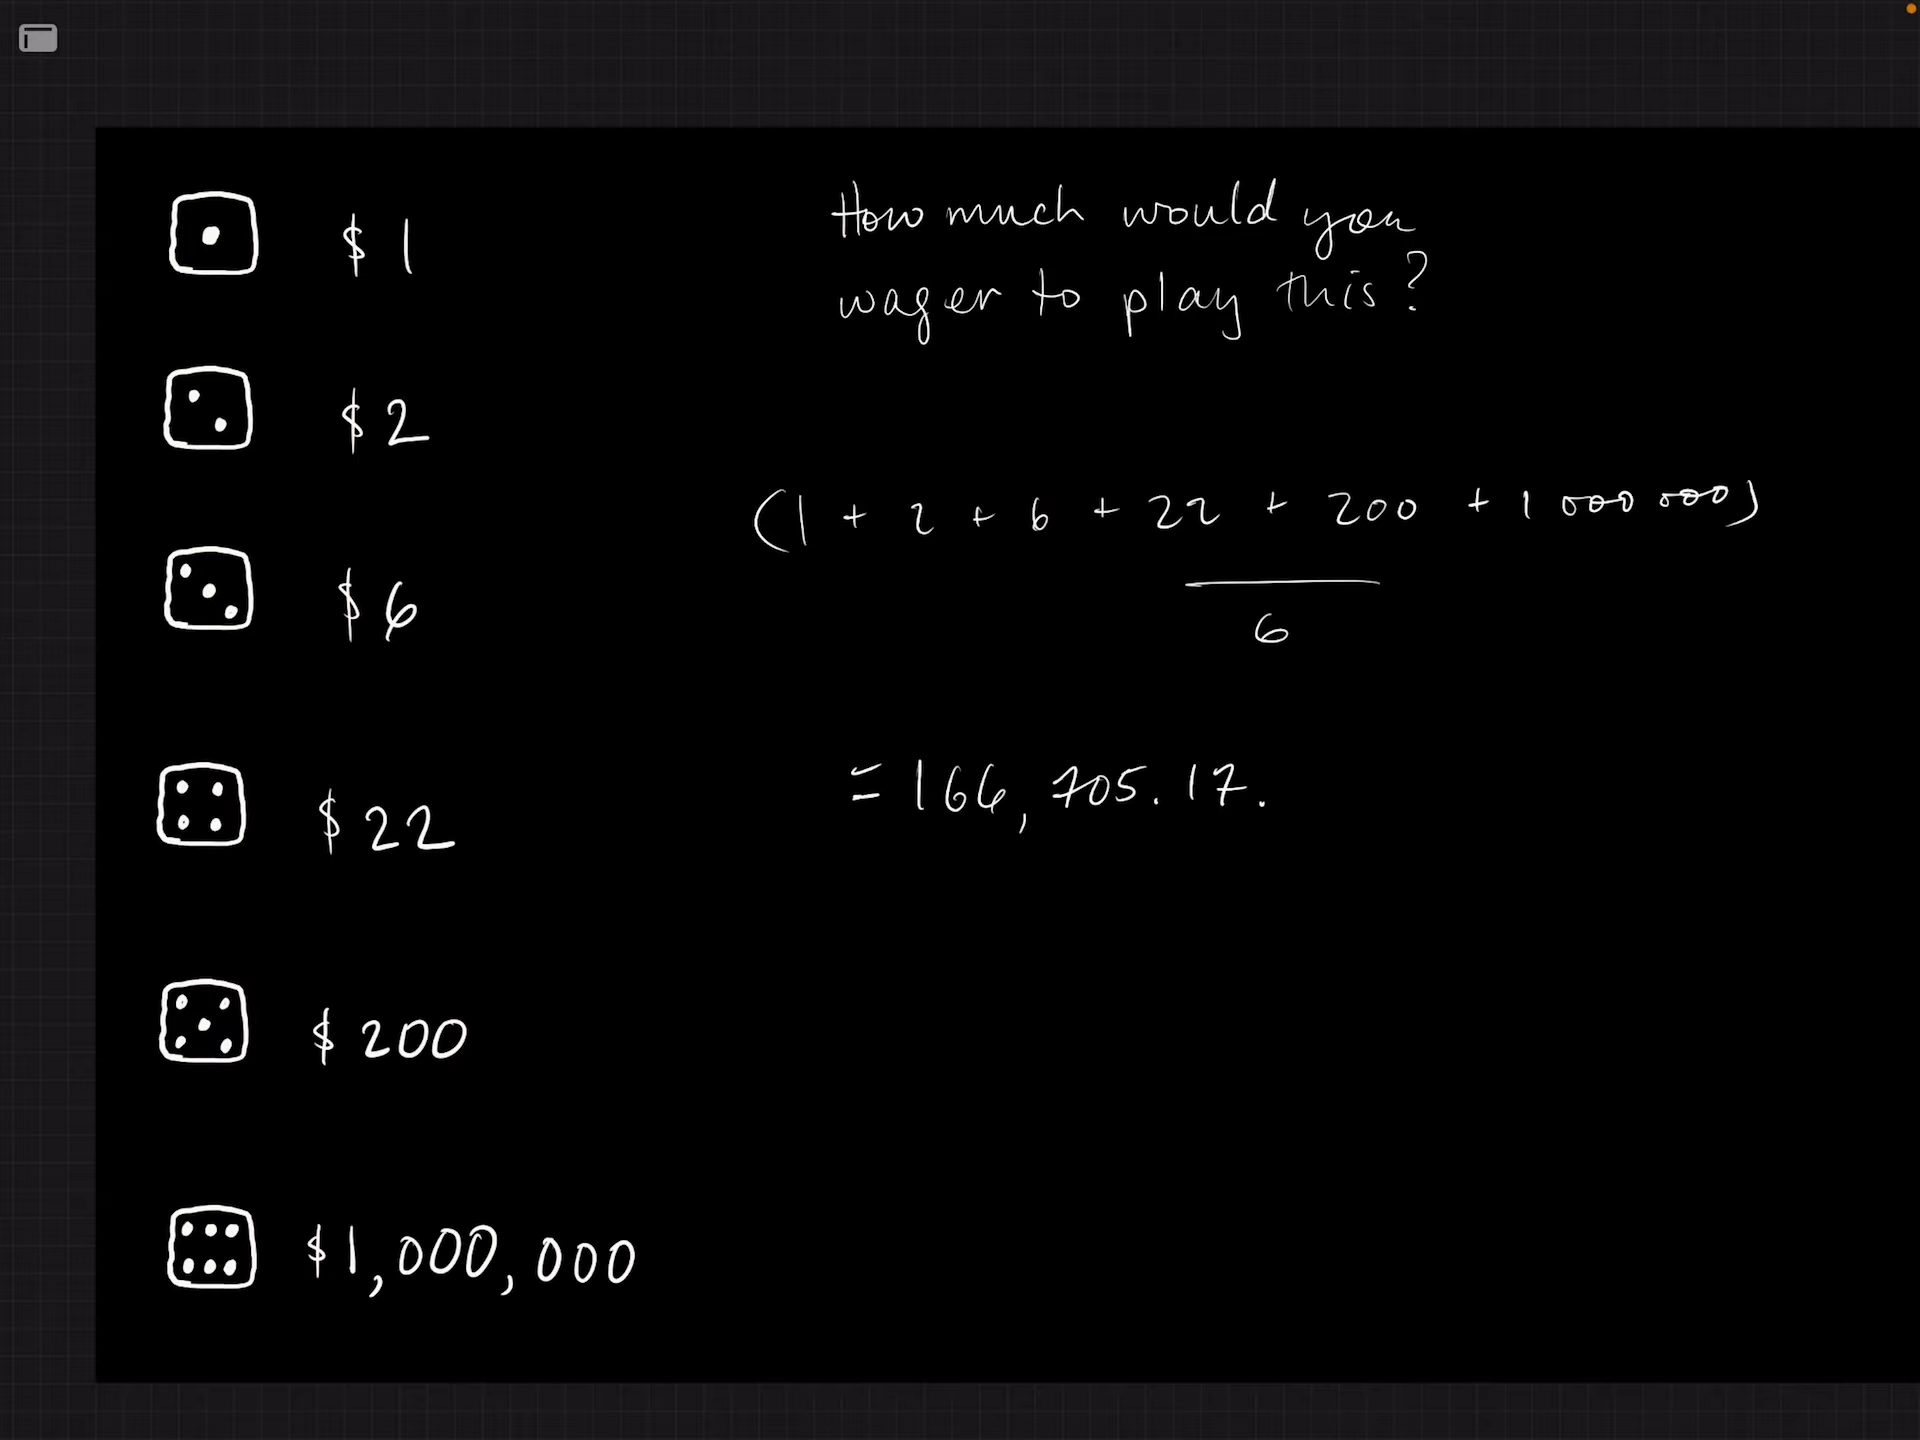 $ 1
$ 2
$ 6
$ 22
$ 200
$ 1,000,000
How much would you
wager to play this?
(1 + 2 + 6 + 22 + 200 + 1 000 000)
6
= 166,705.17.